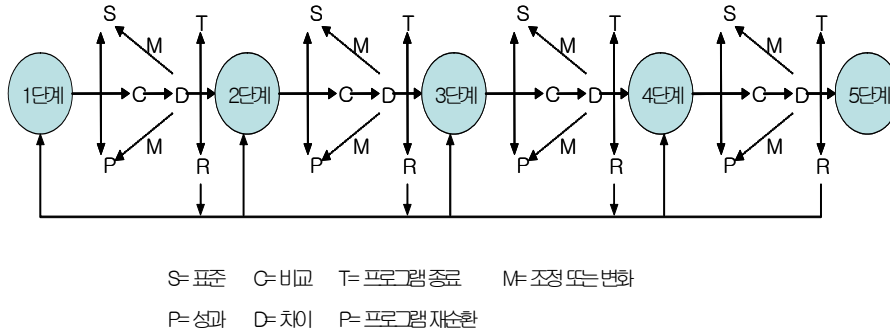 S T S T S T S T
M M M M
1단계 C D 2단계 C D 3단계 C D 4단계 C D 5단계
M M M M
P R P R P R P R
S= 표준 C= 비교 T= 프로그램 종료 M= 조정 또는 변화
P= 성과 D= 차이 P= 프로그램 재순환